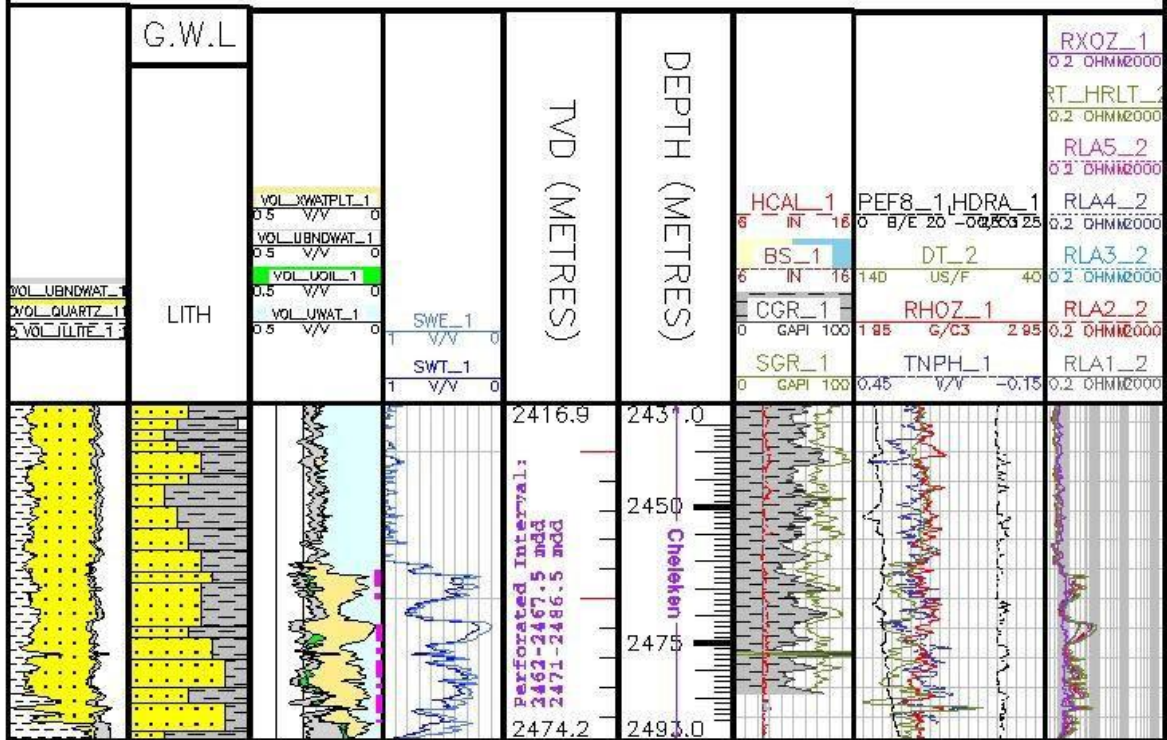 G.W.L
LITH
VOL_UBNDWAT_1
VOL_QUARTZ_1
VOL_XWATPLT_1
0.5 V/V 0
VOL_UBNDWAT_1
0.5 V/V 0
VOL_UOIL_1
0.5 V/V 0
VOL_UWAT_1
0.5 V/V 0
SWE_1
1 V/V 0
SWT_1
1 V/V 0
TVD (METRES)
DEPTH (METRES)
HCAL_1
6 IN 16
BS_1
6 IN 16
CGR_1
0 GAPI 100
SGR_1
0 GAPI 100
PEF8_1 HDRA_1
0 B/E 20
DT_2
140 US/F 40
RHOZ_1
1.95 G/C3 2.95
TNPH_1
0.45 V/V -0.15
RXOZ_1
0.2 OHMM 2000
RT_HRLT_2
0.2 OHMM 2000
RLA5_2
0.2 OHMM 2000
RLA4_2
0.2 OHMM 2000
RLA3_2
0.2 OHMM 2000
RLA2_2
0.2 OHMM 2000
RLA1_2
0.2 OHMM 2000
2416.9
Perforated Interval:
2462-2467.5 mdd
2471-2486.5 mdd
2474.2
2450
Cheleken
2475
2493.0